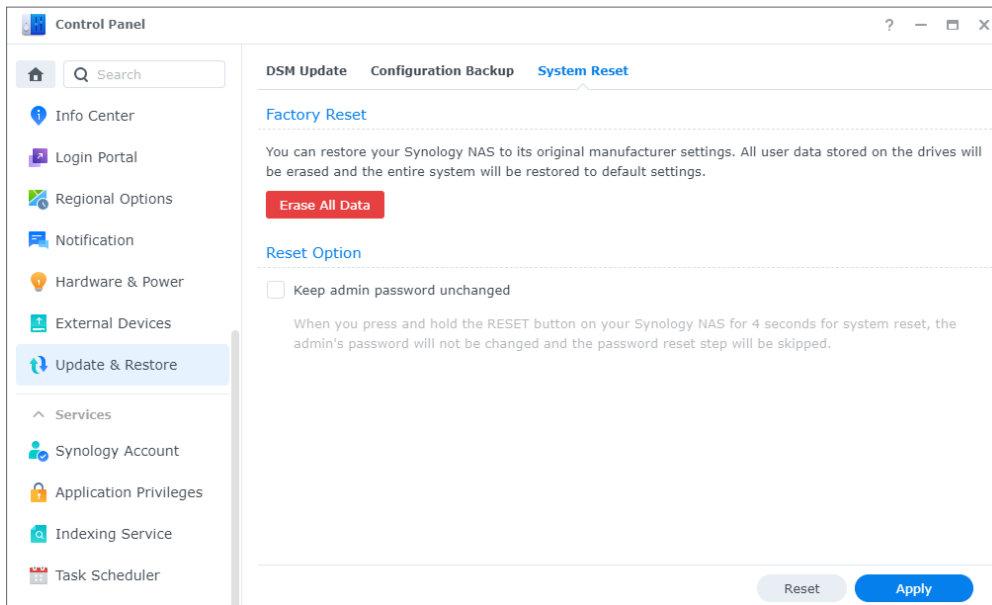 Control Panel
?
Search
DSM Update Configuration Backup System Reset
Info Center
Login Portal
Regional Options
Notification
Hardware & Power
External Devices
Update & Restore
Services
Synology Account
Application Privileges
Indexing Service
Task Scheduler
Factory Reset
You can restore your Synology NAS to its original manufacturer settings. All user data stored on the drives will
be erased and the entire system will be restored to default settings.
Erase All Data
Reset Option
Keep admin password unchanged
When you press and hold the RESET button on your Synology NAS for 4 seconds for system reset, the
admin's password will not be changed and the password reset step will be skipped.
Reset Apply